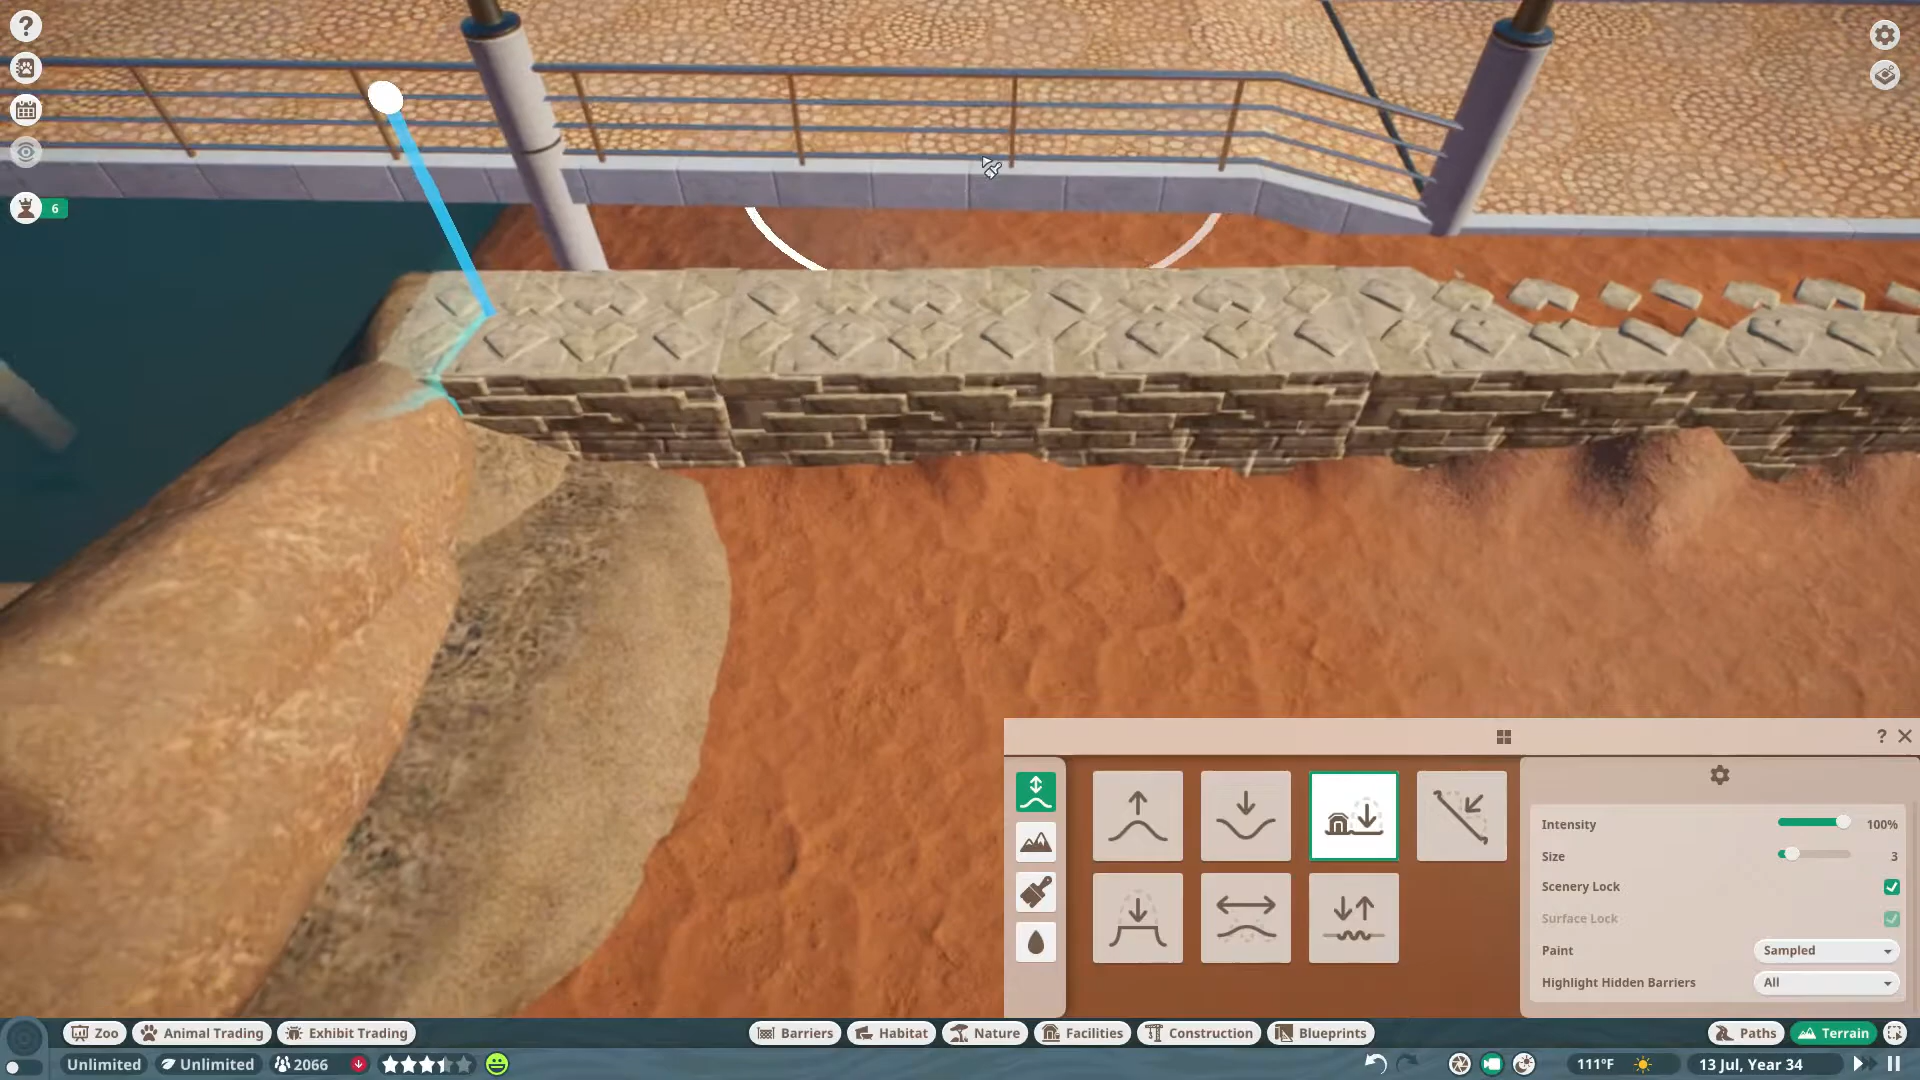 ?
6
?
Intensity 100%
Size 3
Scenery Lock
Surface Lock
Paint Sampled
Highlight Hidden Barriers All
Zoo Animal Trading Exhibit Trading Barriers Habitat Nature Facilities Construction Blueprints Paths Terrain
Unlimited Unlimited 2066 111°F 13 Jul, Year 34